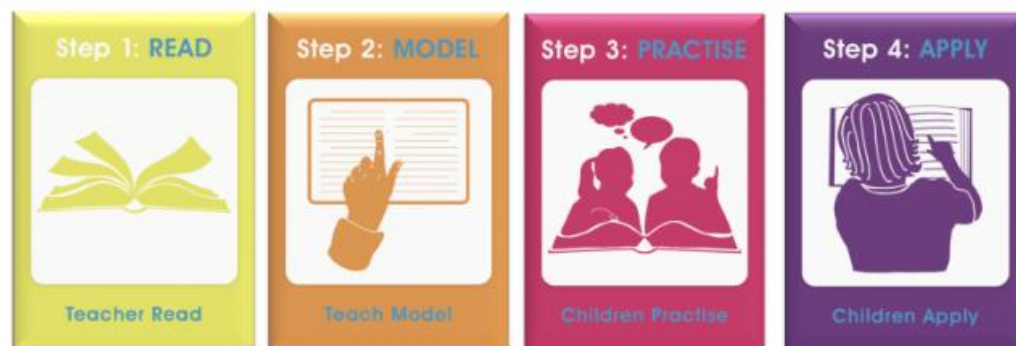 Step 1: READ
Teacher Read
Step 2: MODEL
Teach Model
Step 3: PRACTISE
Children Practise
Step 4: APPLY
Children Apply